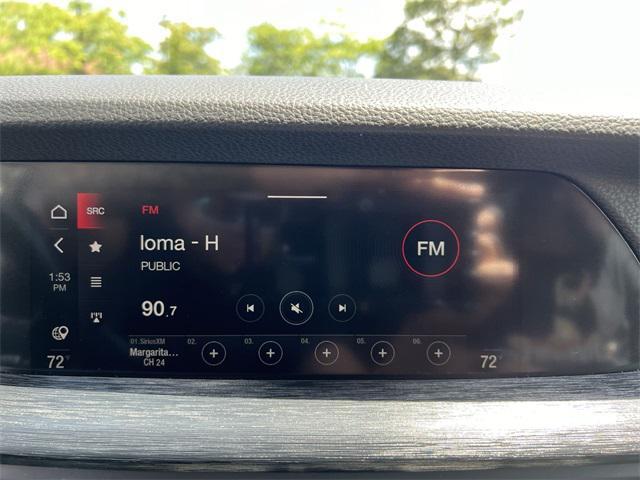 SRC
FM
loma - H
PUBLIC
FM
1:53
PM
90.7
01.SiriusXM 02. 03. 04. 05. 06.
Margarita...
CH 24
72 72